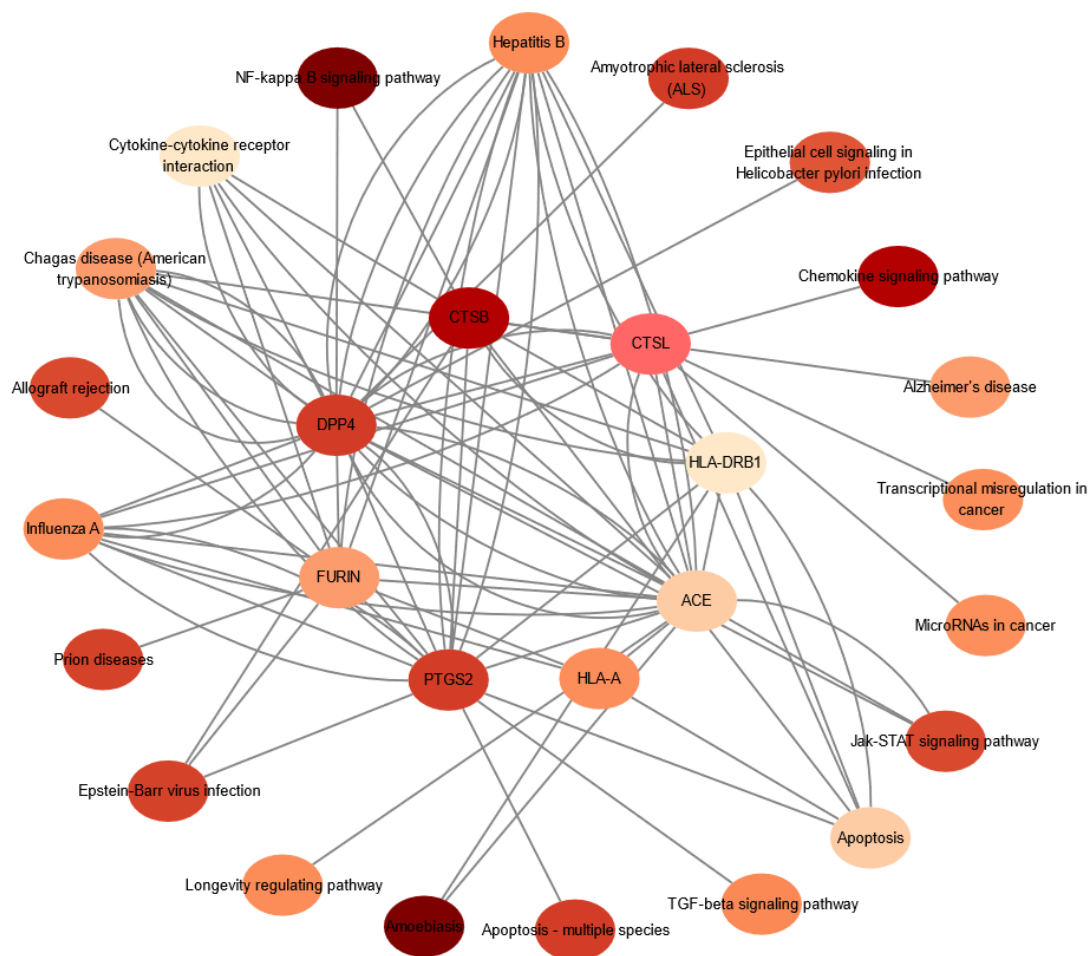 Hepatitis B
NF-kappa B signaling pathway
Amyotrophic lateral sclerosis
(ALS)
Cytokine-cytokine receptor
interaction
Epithelial cell signaling in
Helicobacter pylori infection
Chagas disease (American
trypanosomiasis)
Chemokine signaling pathway
CTSB
CTSL
Allograft rejection
Alzheimer's disease
DPP4
HLA-DRB1
Transcriptional misregulation in
cancer
Influenza A
FURIN
ACE
MicroRNAs in cancer
Prion diseases
PTGS2
HLA-A
Jak-STAT signaling pathway
Epstein-Barr virus infection
Apoptosis
Longevity regulating pathway
TGF-beta signaling pathway
Amoebiasis
Apoptosis - multiple species